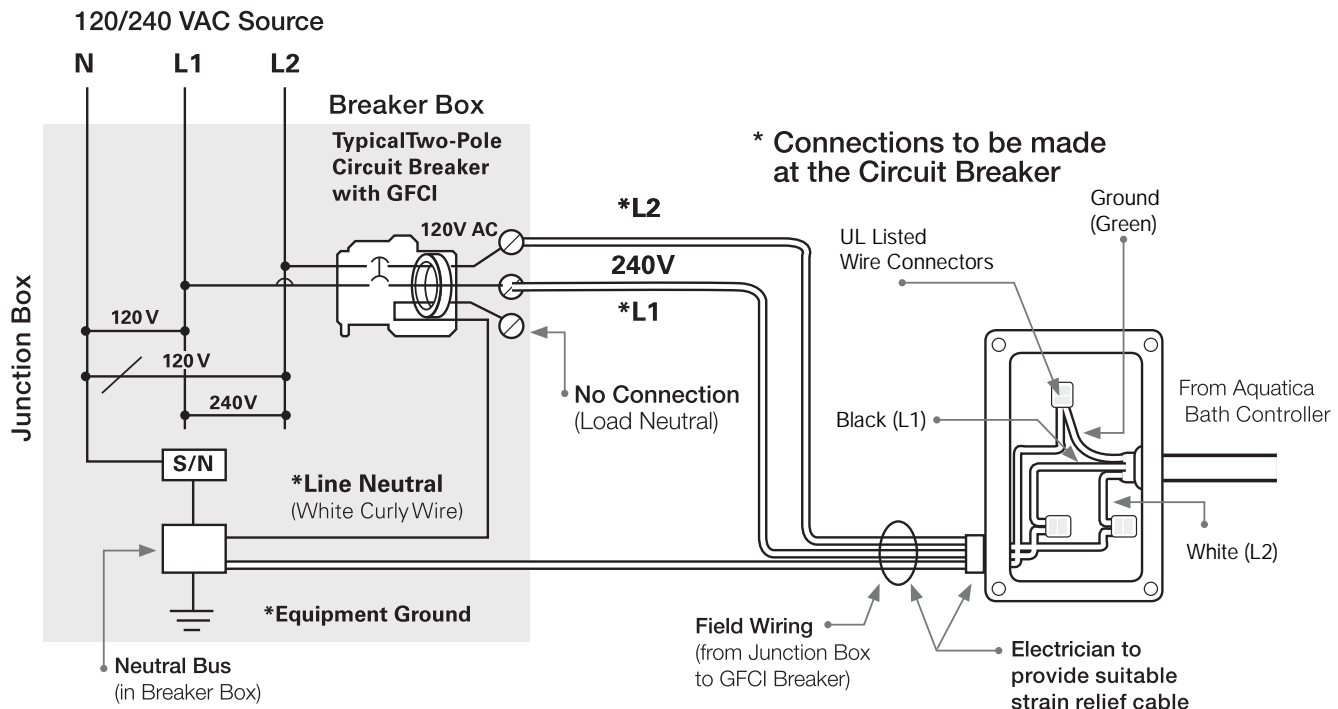 120/240 VAC Source
N L1 L2
Breaker Box
TypicalTwo-Pole
Circuit Breaker
with GFCI
* Connections to be made
at the Circuit Breaker
120V AC
*L2
240V
*L1
Ground
(Green)
UL Listed
Wire Connectors
Junction Box
120 V
120 V
240V
No Connection
(Load Neutral)
Black (L1)
From Aquatica
Bath Controller
S/N
*Line Neutral
(White Curly Wire)
White (L2)
*Equipment Ground
Neutral Bus
(in Breaker Box)
Field Wiring
(from Junction Box
to GFCI Breaker)
Electrician to
provide suitable
strain relief cable